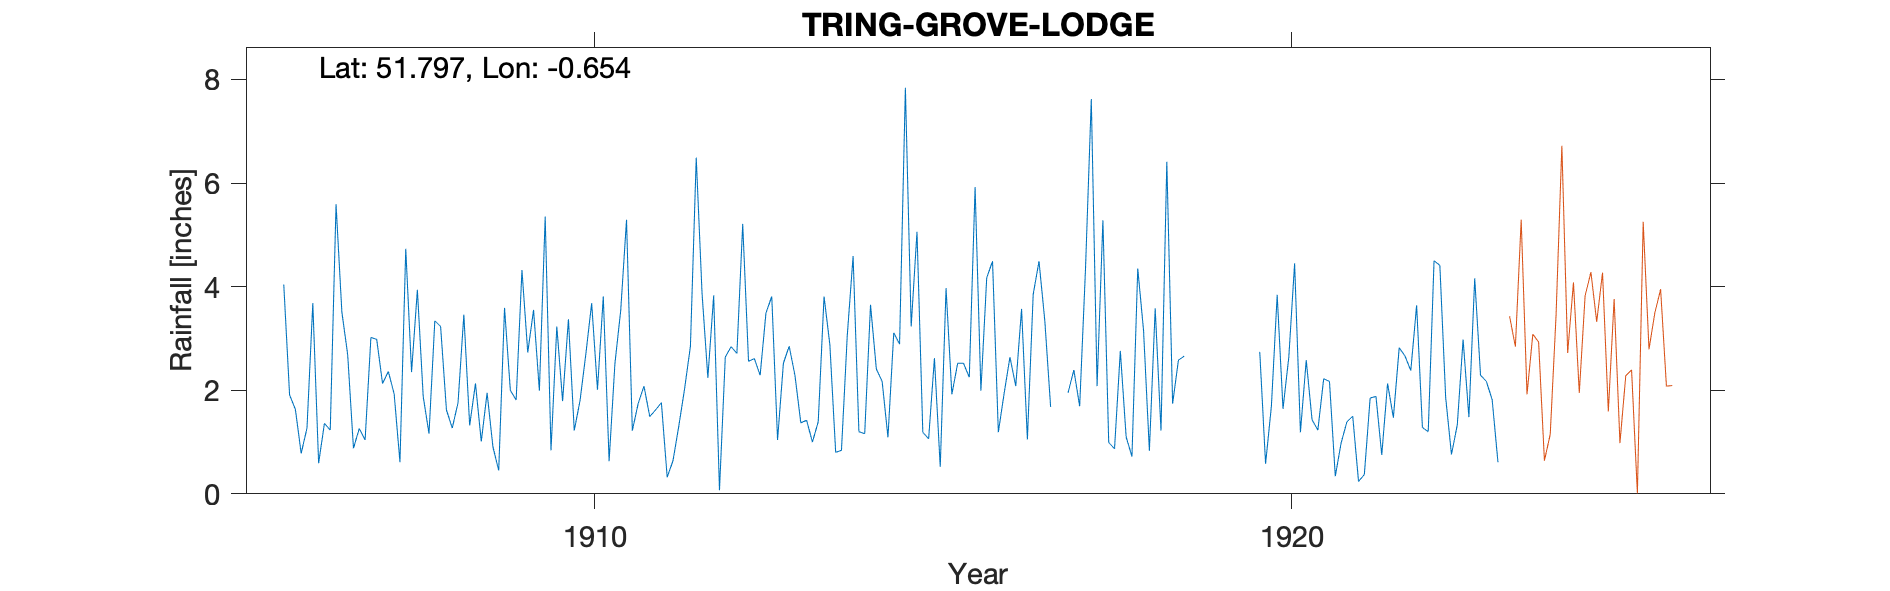 TRING-GROVE-LODGE
Lat: 51.797, Lon: -0.654
8
6
4
2
0
Rainfall [inches]
1910
1920
Year